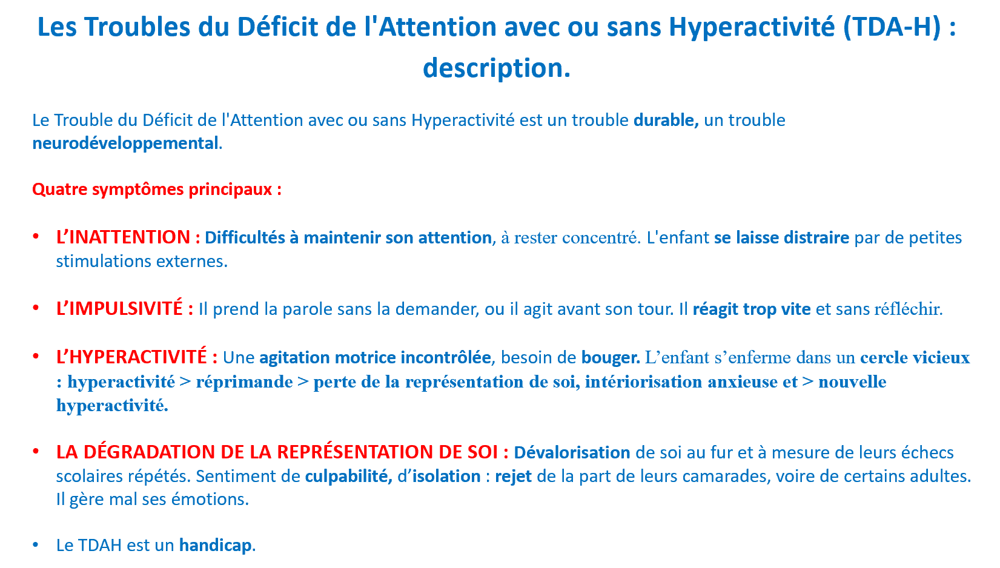 Les Troubles du Déficit de l'Attention avec ou sans Hyperactivité (TDA-H) :
description.
Le Trouble du Déficit de l'Attention avec ou sans Hyperactivité est un trouble durable, un trouble
neurodéveloppemental.
Quatre symptômes principaux :
• L’INATTENTION : Difficultés à maintenir son attention, à rester concentré. L'enfant se laisse distraire par de petites
stimulations externes.
• L’IMPULSIVITÉ : Il prend la parole sans la demander, ou il agit avant son tour. Il réagit trop vite et sans réfléchir.
• L’HYPERACTIVITÉ : Une agitation motrice incontrôlée, besoin de bouger. L’enfant s’enferme dans un cercle vicieux
: hyperactivité > réprimande > perte de la représentation de soi, intériorisation anxieuse et > nouvelle
hyperactivité.
• LA DÉGRADATION DE LA REPRÉSENTATION DE SOI : Dévalorisation de soi au fur et à mesure de leurs échecs
scolaires répétés. Sentiment de culpabilité, d’isolation : rejet de la part de leurs camarades, voire de certains adultes.
Il gère mal ses émotions.
• Le TDAH est un handicap.